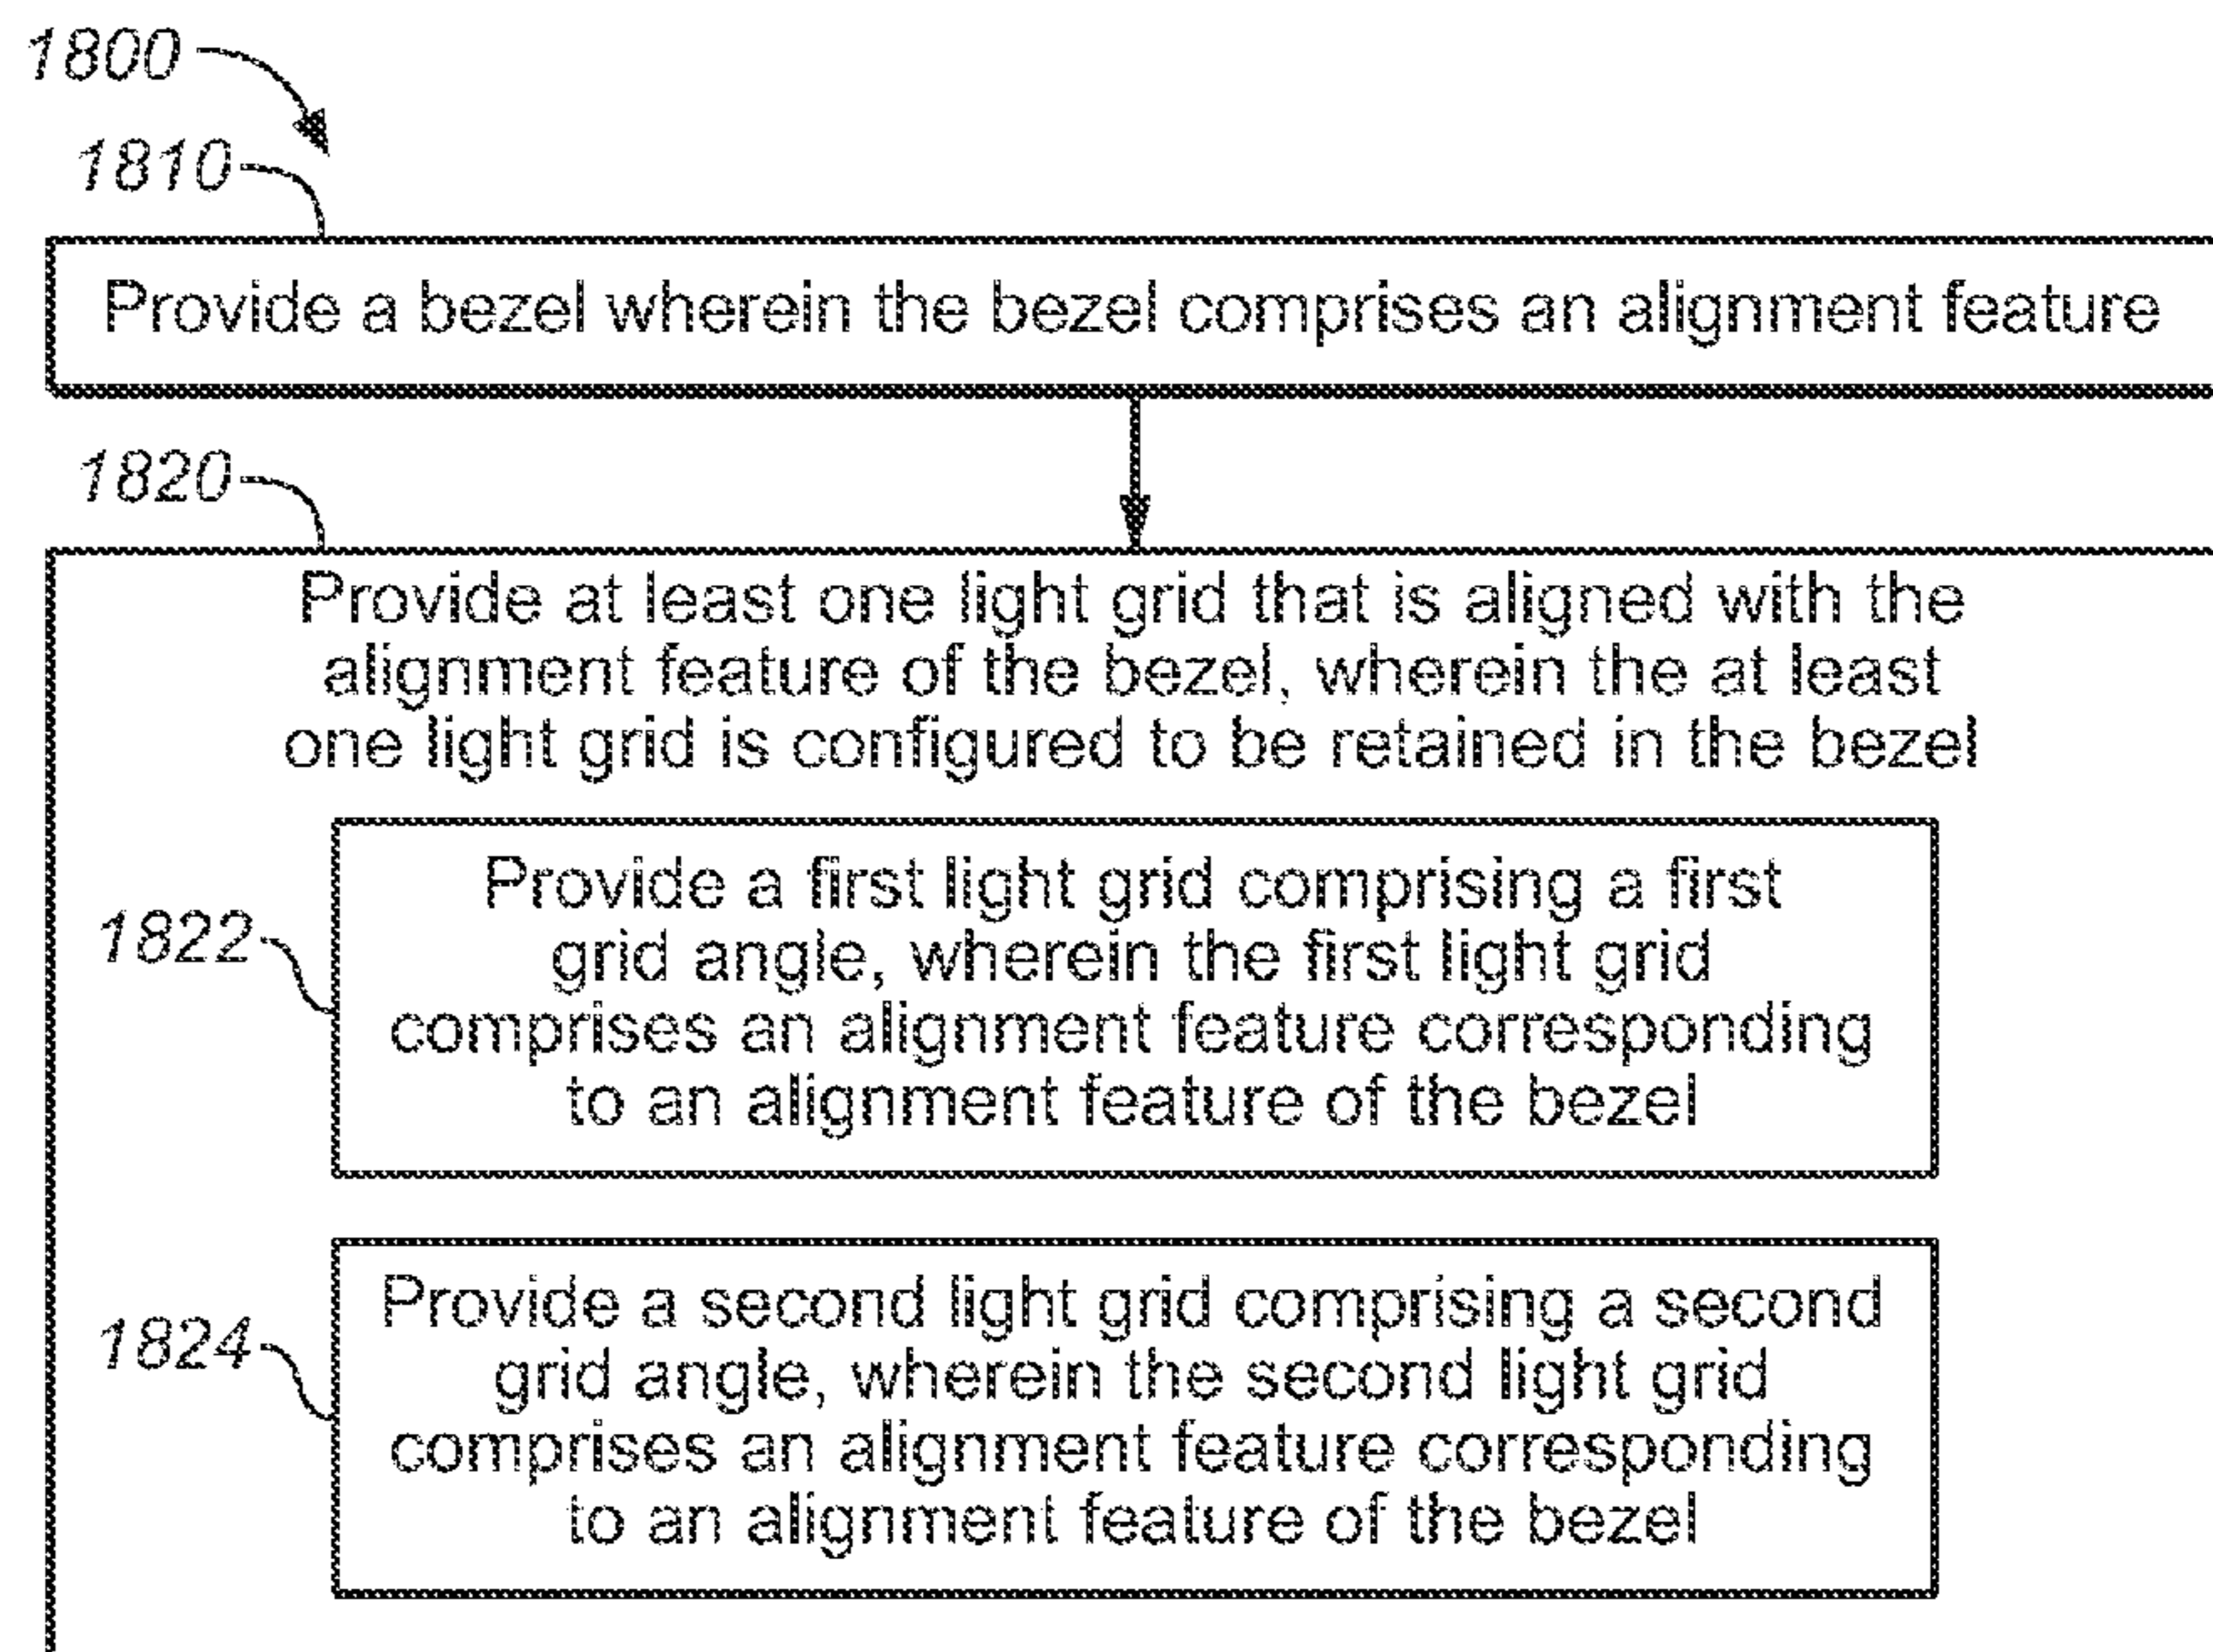 1800
1810
Provide a bezel wherein the bezel comprises an alignment feature
1820
Provide at least one light grid that is aligned with the
alignment feature of the bezel, wherein the at least
one light grid is configured to be retained in the bezel
Provide a first light grid comprising a first
1822
grid angle, wherein the first light grid
comprises an alignment feature corresponding
to an alignment feature of the bezel
Provide a second light grid comprising a second
1824
grid angle, wherein the second light grid
comprises an alignment feature corresponding
to an alignment feature of the bezel